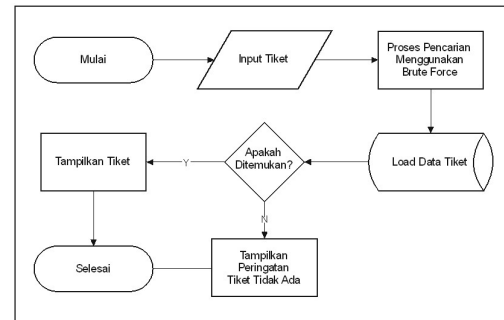 Mulai
Input Tiket
Proses Pencarian
Menggunakan
Brute Force
Tampilkan Tiket
Y
Apakah
Ditemukan?
Load Data Tiket
N
Selesai
Tampilkan
Peringatan
Tiket Tidak Ada